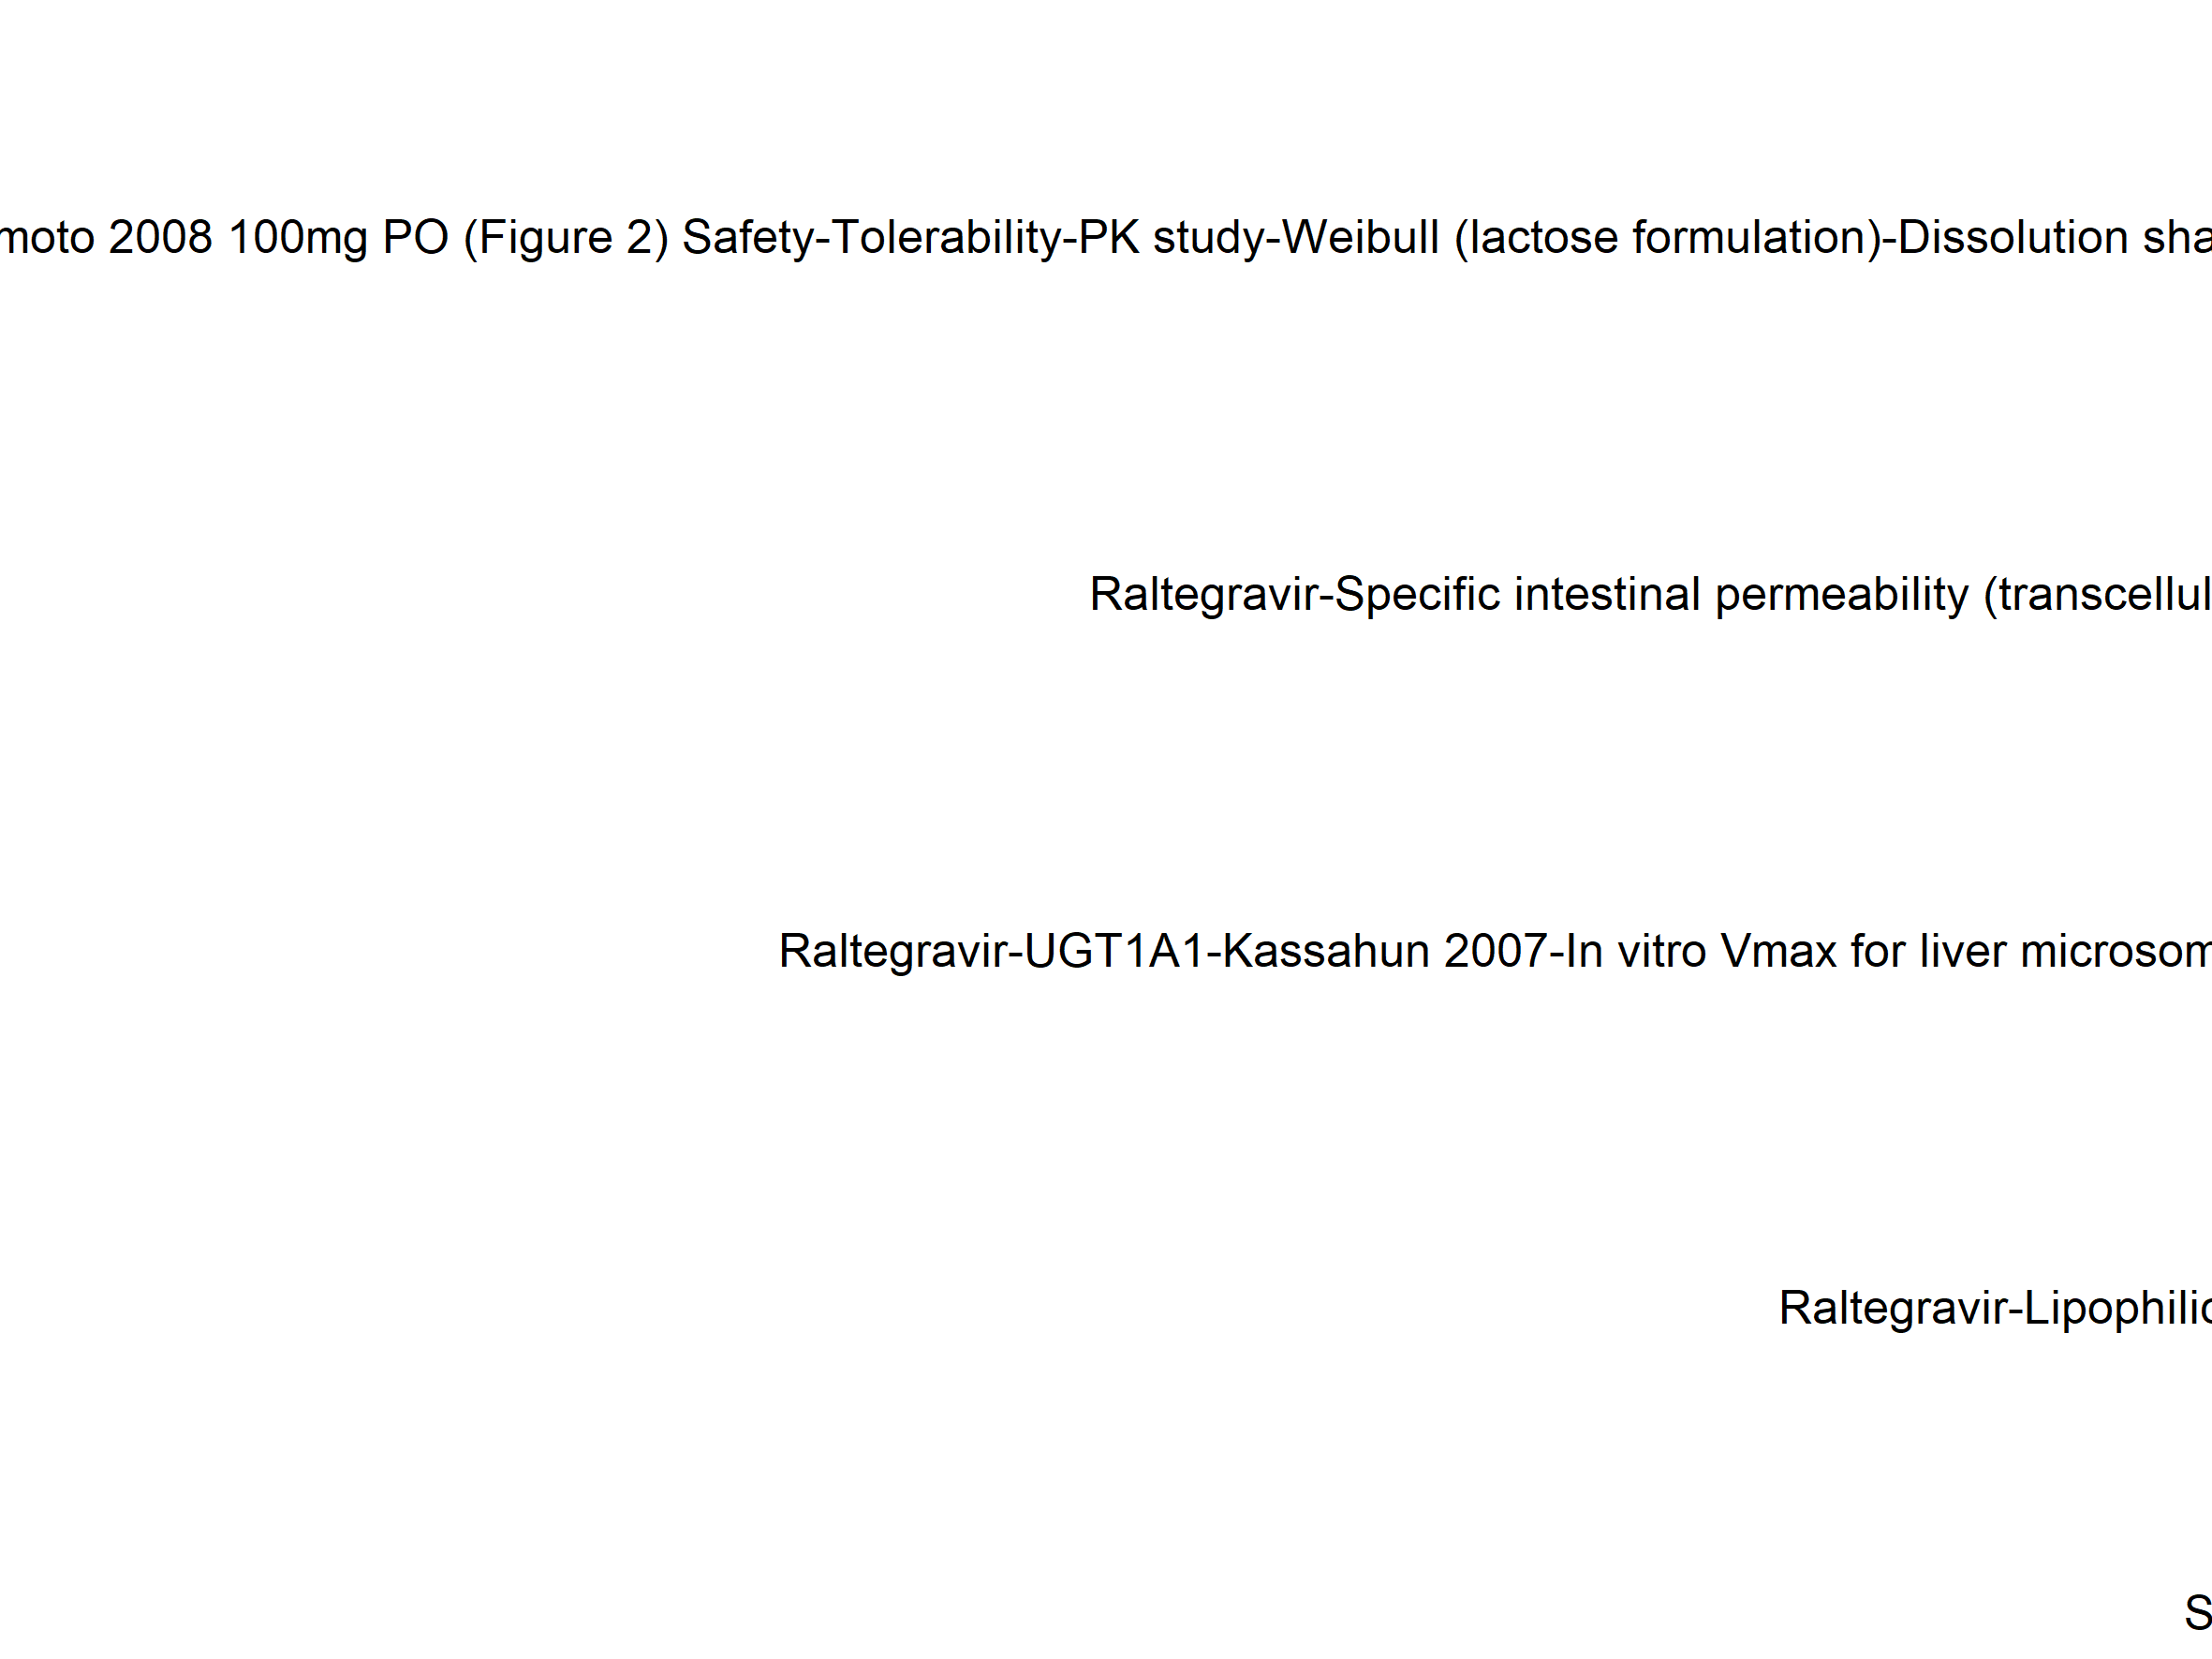 moto 2008 100mg PO (Figure 2) Safety-Tolerability-PK study-Weibull (lactose formulation)-Dissolution sha
Raltegravir-Specific intestinal permeability (transcellul
Raltegravir-UGT1A1-Kassahun 2007-In vitro Vmax for liver microsom
Raltegravir-Lipophilic
S